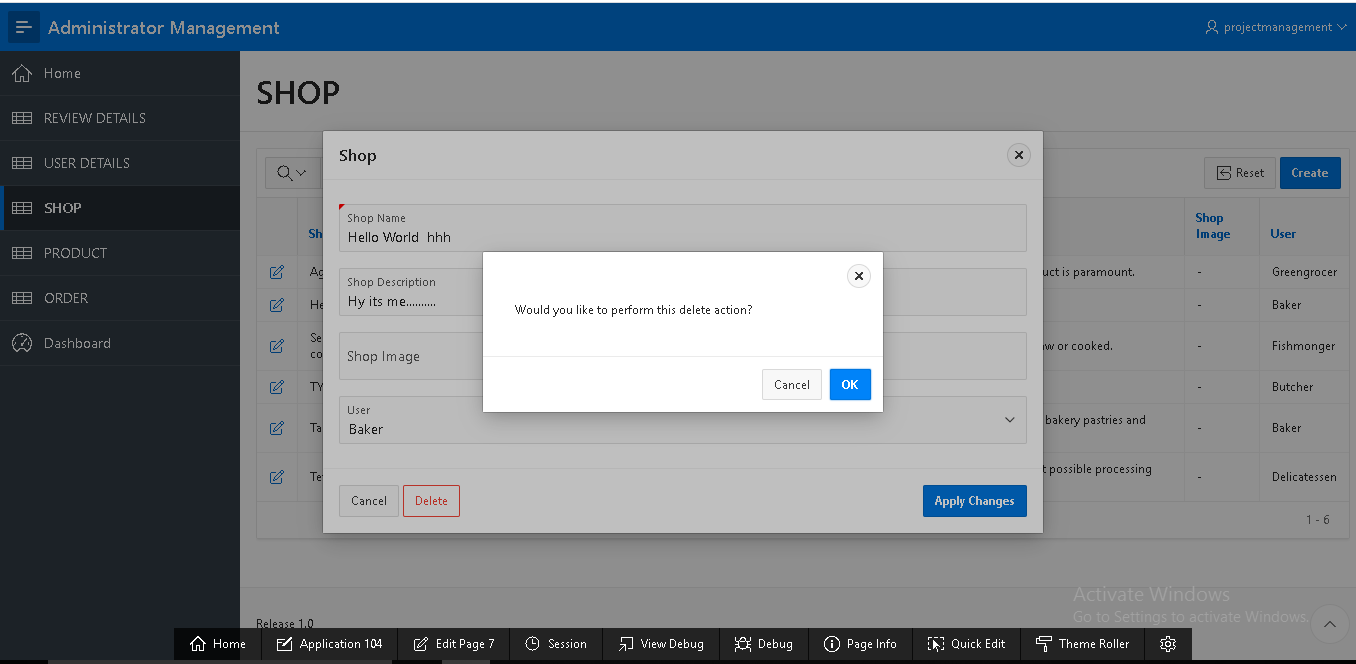 Administrator Management
projectmanagement
Home
REVIEW DETAILS
USER DETAILS
SHOP
PRODUCT
ORDER
Dashboard
SHOP
Reset
Create
Sh
Shop
Image
User
Ag
uct is paramount.
-
Greengrocer
He
-
Baker
Se
co
w or cooked.
-
Fishmonger
TY
-
Butcher
Ta
bakery pastries and
-
Baker
Te
t possible processing
-
Delicatessen
1 - 6
Shop
Shop Name
Hello World hhh
Shop Description
Hy its me..........
Shop Image
User
Baker
Cancel
Delete
Apply Changes
Would you like to perform this delete action?
Cancel
OK
Activate Windows
Go to Settings to activate Windows.
Release 1.0
Home
Application 104
Edit Page 7
Session
View Debug
Debug
Page Info
Quick Edit
Theme Roller